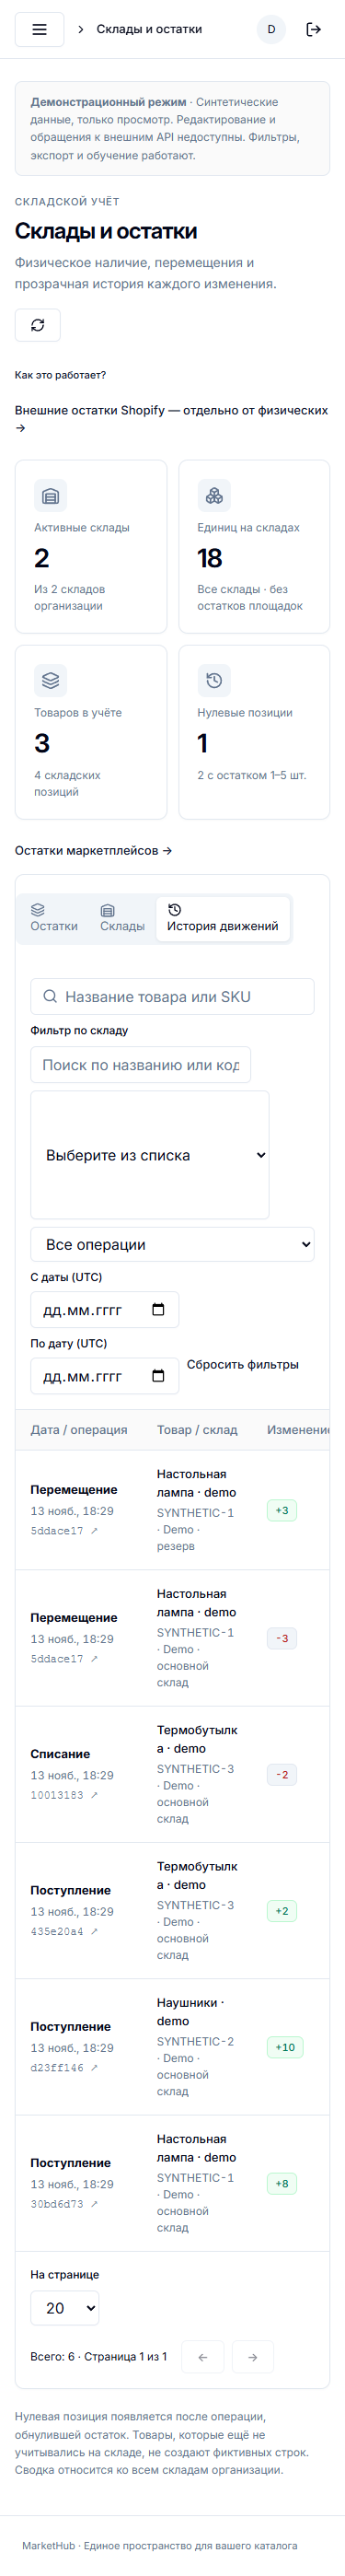 Склады и остатки
D
Демонстрационный режим · Синтетические
данные, только просмотр. Редактирование и
обращения к внешним API недоступны. Фильтры,
экспорт и обучение работают.
СКЛАДСКОЙ УЧЁТ
Склады и остатки
Физическое наличие, перемещения и
прозрачная история каждого изменения.
Как это работает?
Внешние остатки Shopify — отдельно от физических
→
Активные склады
2
Из 2 складов
организации
Единиц на складах
18
Все склады · без
остатков площадок
Товаров в учёте
3
4 складских
позиций
Нулевые позиции
1
2 с остатком 1–5 шт.
Остатки маркетплейсов →
Остатки
Склады
История движений
Название товара или SKU
Фильтр по складу
Поиск по названию или код
Выберите из списка
Все операции
С даты (UTC)
дд.мм.гггг
По дату (UTC)
дд.мм.гггг
Сбросить фильтры
Дата / операция Товар / склад Изменение
Перемещение
13 нояб., 18:29
5ddace17 ↗
Настольная
лампа · demo
SYNTHETIC-1
· Demo ·
резерв
+3
Перемещение
13 нояб., 18:29
5ddace17 ↗
Настольная
лампа · demo
SYNTHETIC-1
· Demo ·
основной
склад
-3
Списание
13 нояб., 18:29
10013183 ↗
Термобутылк
а · demo
SYNTHETIC-3
· Demo ·
основной
склад
-2
Поступление
13 нояб., 18:29
435e20a4 ↗
Термобутылк
а · demo
SYNTHETIC-3
· Demo ·
основной
склад
+2
Поступление
13 нояб., 18:29
d23ff146 ↗
Наушники ·
demo
SYNTHETIC-2
· Demo ·
основной
склад
+10
Поступление
13 нояб., 18:29
30bd6d73 ↗
Настольная
лампа · demo
SYNTHETIC-1
· Demo ·
основной
склад
+8
На странице
20
Всего: 6 · Страница 1 из 1
←
→
Нулевая позиция появляется после операции,
обнулившей остаток. Товары, которые ещё не
учитывались на складе, не создают фиктивных строк.
Сводка относится ко всем складам организации.
MarketHub · Единое пространство для вашего каталога